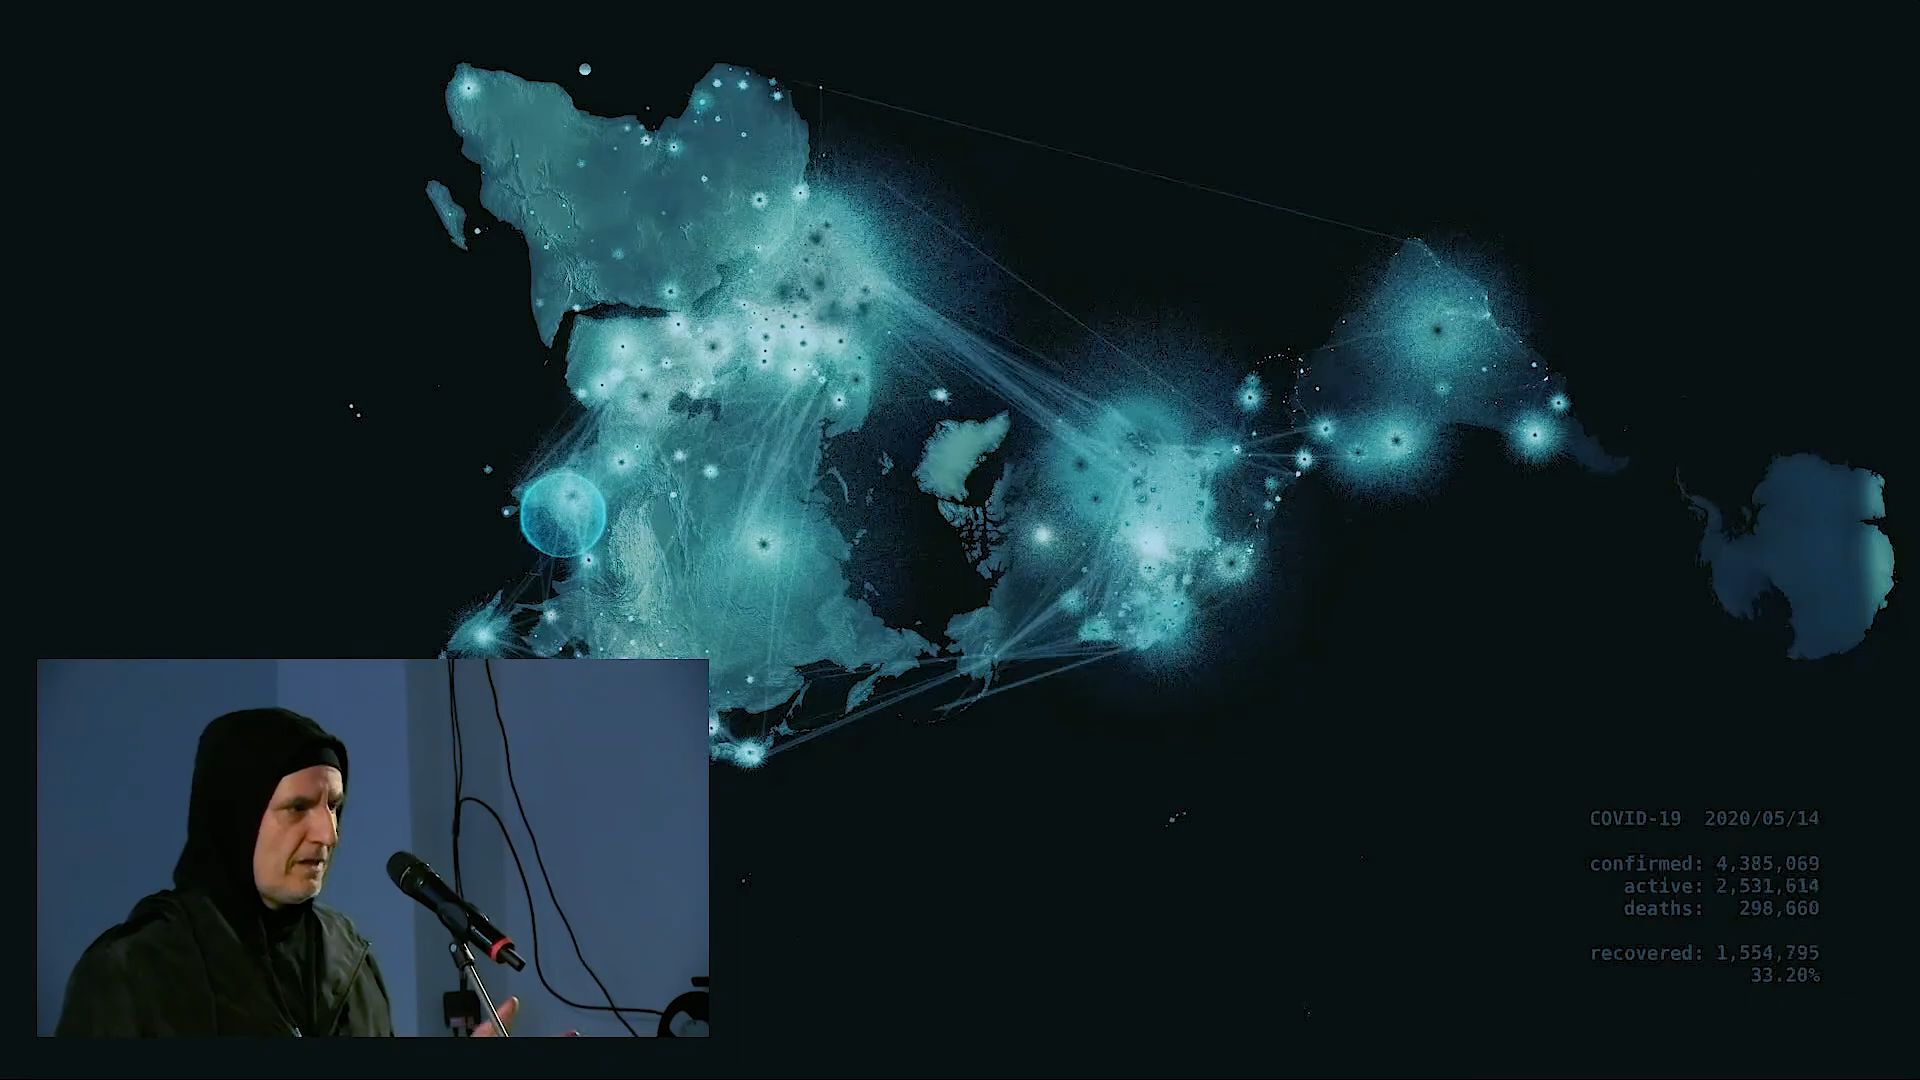 COVID-19 2020/05/14
confirmed: 4,385,069
active: 2,531,614
deaths: 298,660
recovered: 1,554,795
33.20%